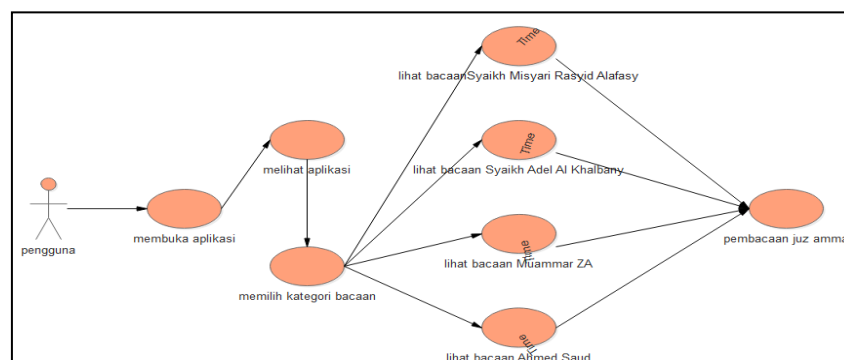 Time
lihat bacaanSyaikh Misyari Rasyid Alafasy
melihat aplikasi
Time
lihat bacaan Syaikh Adel Al Khalbany
pengguna
membuka aplikasi
Time
lihat bacaan Muammar ZA
pembacaan juz amma
memilih kategori bacaan
Time
lihat bacaan Ahmed Saud